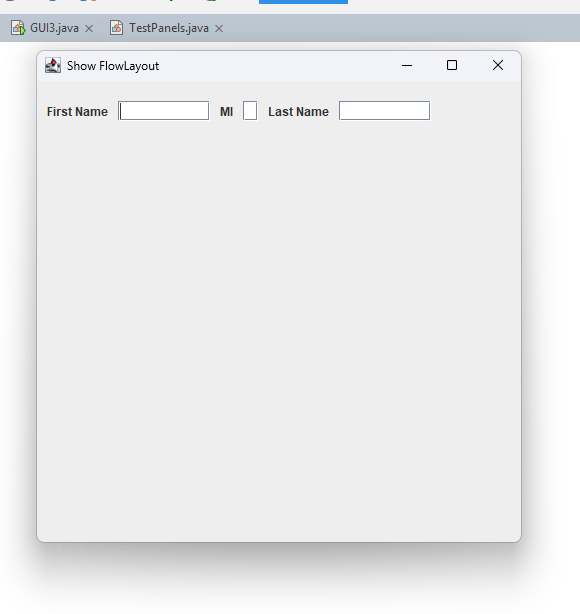 GUI3.java TestPanels.java
Show FlowLayout
First Name MI Last Name